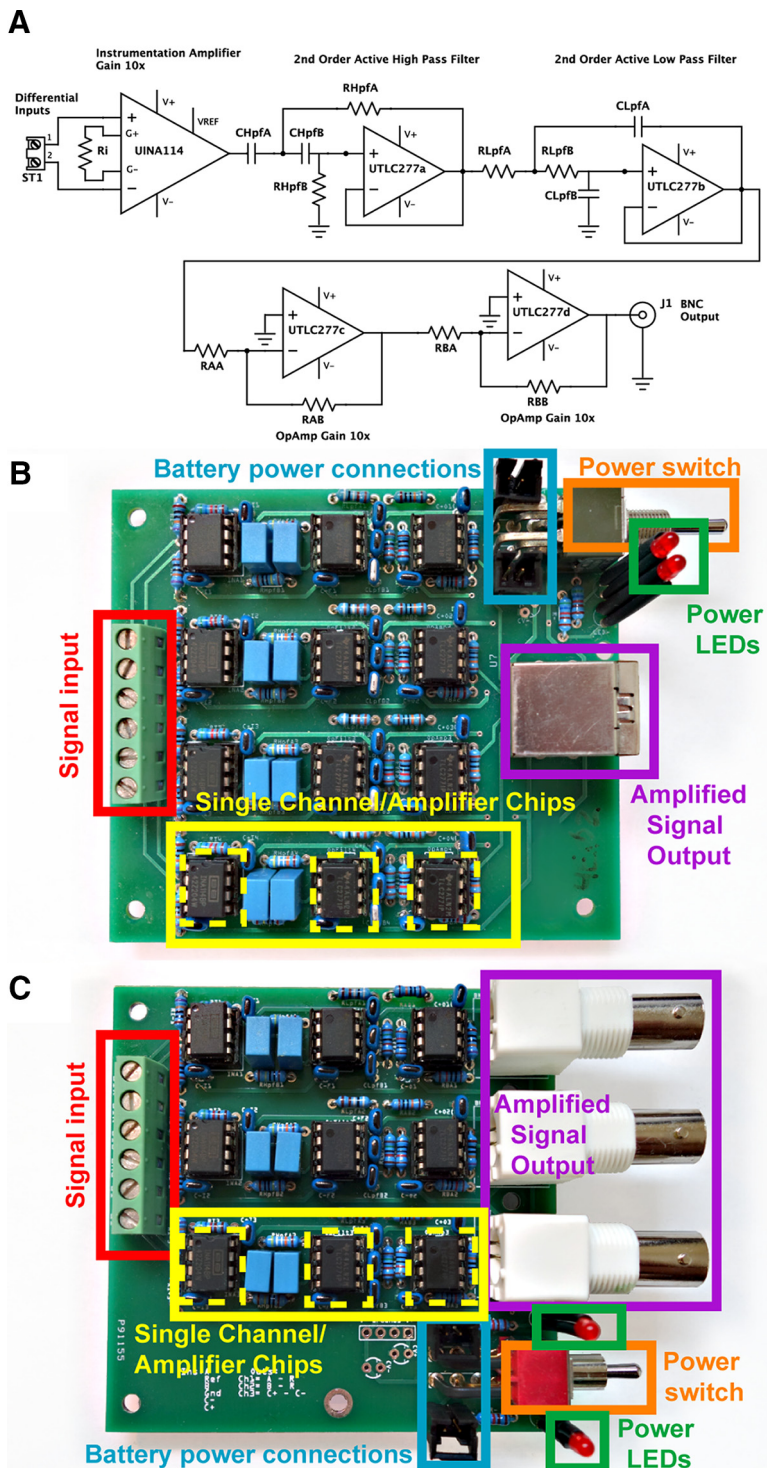 A
Instrumentation Amplifier
Gain 10x
2nd Order Active High Pass Filter
2nd Order Active Low Pass Filter
Differential
Inputs
V+
VREF
RHpfA
CLpfA
1
2
ST1
Ri
+
G+
G-
-
UINA114
V-
CHpfA
CHpfB
RHpfB
V+
+
-
UTLC277a
V-
RLpfA
RLpfB
CLpfB
V+
+
-
UTLC277b
V-
RAA
V+
+
-
UTLC277c
V-
RAB
OpAmp Gain 10x
RBA
V+
+
-
UTLC277d
V-
RBB
OpAmp Gain 10x
J1 BNC
Output
B
Battery power connections
Power switch
Power
LEDs
Signal input
U7
Single Channel/Amplifier Chips
Amplified
Signal
Output
C
Signal input
Amplified
Signal
Output
Single Channel/
Amplifier Chips
P91155
Ref
Gnd
C+
Power
switch
Power
LEDs
Battery power connections